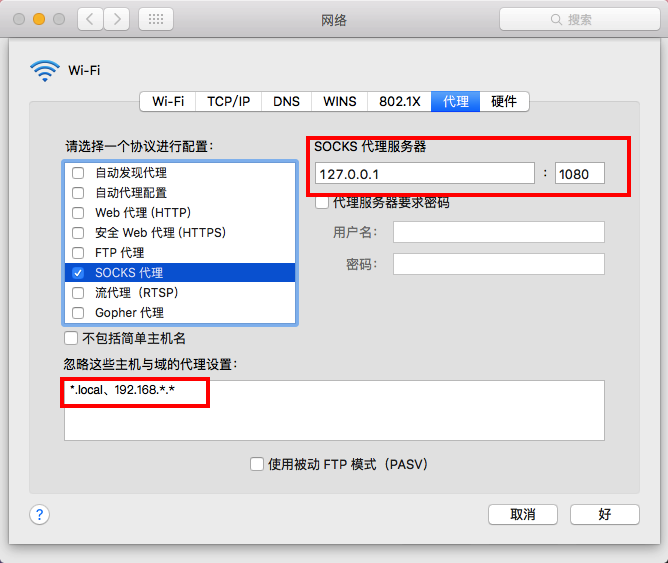 网络
搜索
Wi-Fi
Wi-Fi TCP/IP DNS WINS 802.1X 代理 硬件
请选择一个协议进行配置:
自动发现代理
自动代理配置
Web 代理 (HTTP)
安全 Web 代理 (HTTPS)
FTP 代理
SOCKS 代理
流代理（RTSP）
Gopher 代理
SOCKS 代理服务器
127.0.0.1 : 1080
代理服务器要求密码
用户名:
密码:
不包括简单主机名
忽略这些主机与域的代理设置:
*.local、192.168.*.*
使用被动 FTP 模式（PASV）
?
取消
好